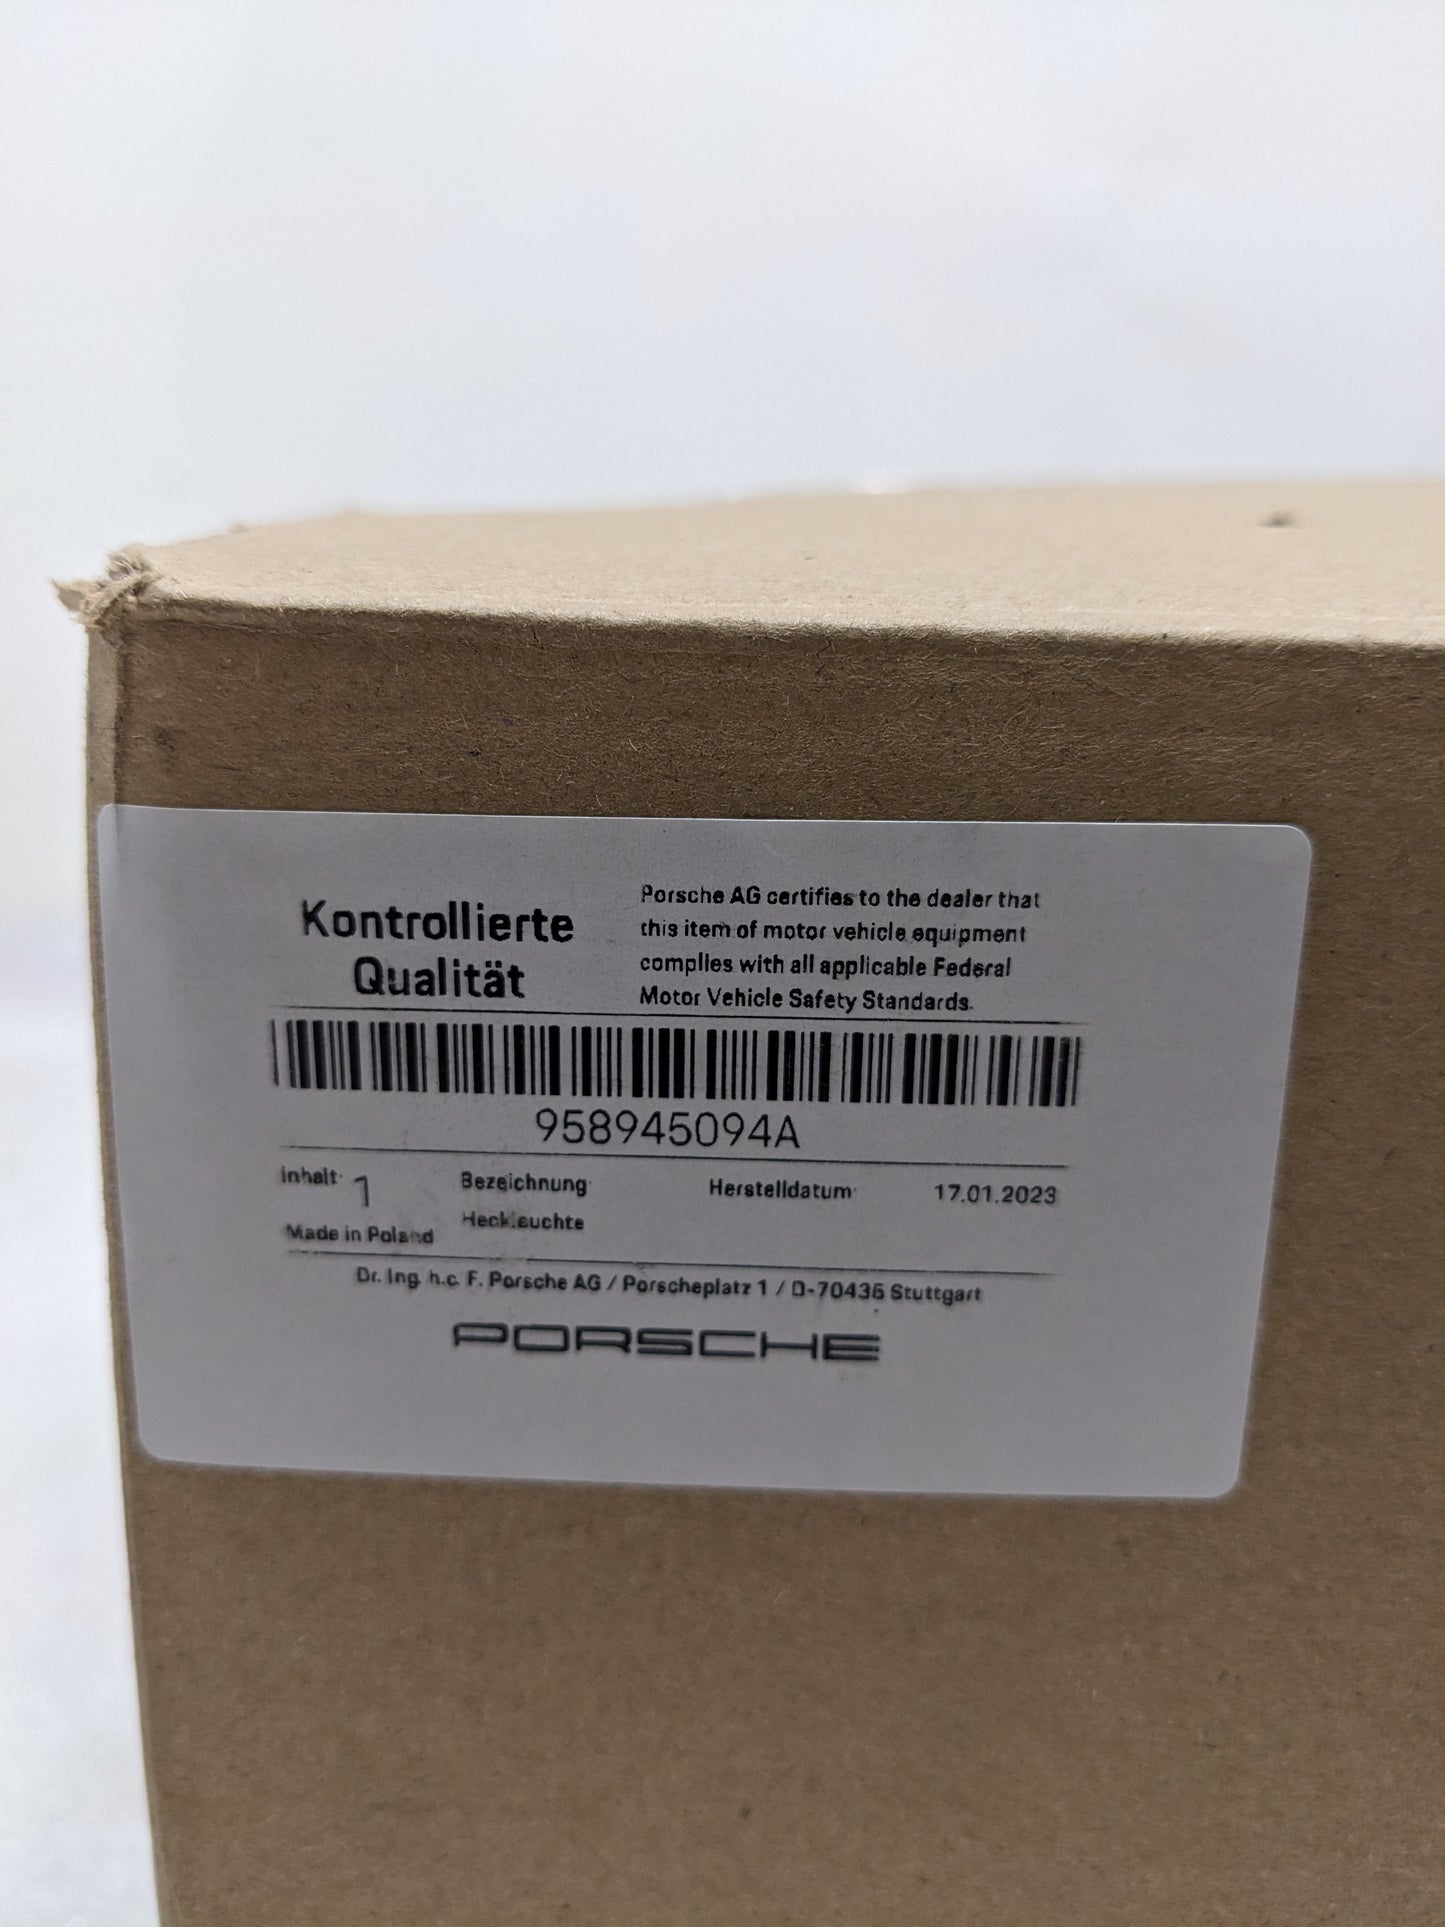 Kontrollierte
Qualität
Porsche AG certifies to the dealer that
this item of motor vehicle equipment
complies with all applicable Federal
Motor Vehicle Safety Standards.
958945094A
Inhalt: 1
Bezeichnung
Herstelldatum: 17.01.2023
Heckleuchte
Made in Poland
Dr. Ing. h.c. F. Porsche AG / Porscheplatz 1 / D-70435 Stuttgart
PORSCHE